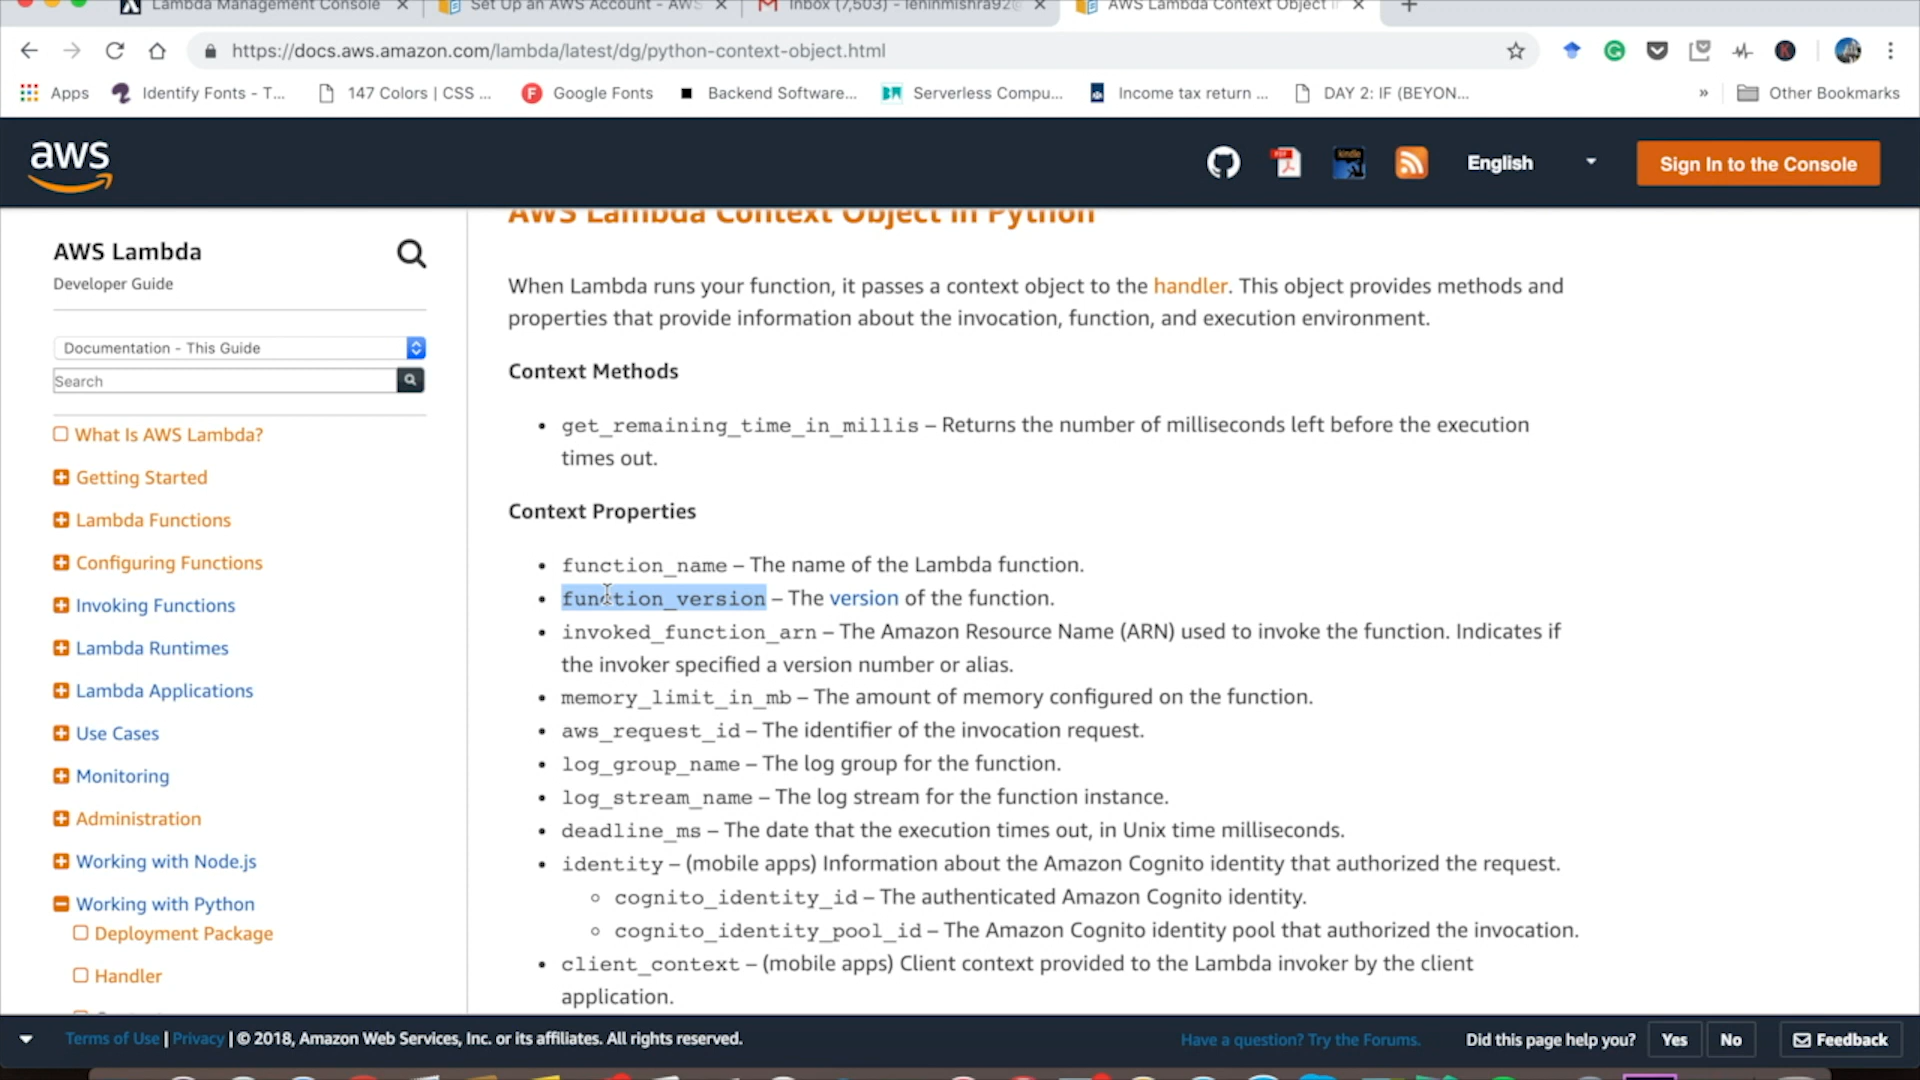 Lambda Management Console
Set Up an AWS Account - AWS
Inbox (7,503) - leninmishra92@
AWS Lambda Context Object in
https://docs.aws.amazon.com/lambda/latest/dg/python-context-object.html
Apps
Identify Fonts - T...
147 Colors | CSS ...
Google Fonts
Backend Software...
Serverless Compu...
Income tax return ...
DAY 2: IF (BEYON...
»
Other Bookmarks
aws
English
Sign In to the Console
AWS Lambda
Developer Guide
Documentation - This Guide
Search
What Is AWS Lambda?
Getting Started
Lambda Functions
Configuring Functions
Invoking Functions
Lambda Runtimes
Lambda Applications
Use Cases
Monitoring
Administration
Working with Node.js
Working with Python
Deployment Package
Handler
AWS Lambda Context Object in Python
When Lambda runs your function, it passes a context object to the handler. This object provides methods and
properties that provide information about the invocation, function, and execution environment.
Context Methods
• get_remaining_time_in_millis – Returns the number of milliseconds left before the execution
times out.
Context Properties
• function_name – The name of the Lambda function.
• function_version – The version of the function.
• invoked_function_arn – The Amazon Resource Name (ARN) used to invoke the function. Indicates if
the invoker specified a version number or alias.
• memory_limit_in_mb – The amount of memory configured on the function.
• aws_request_id – The identifier of the invocation request.
• log_group_name – The log group for the function.
• log_stream_name – The log stream for the function instance.
• deadline_ms – The date that the execution times out, in Unix time milliseconds.
• identity – (mobile apps) Information about the Amazon Cognito identity that authorized the request.
◦ cognito_identity_id – The authenticated Amazon Cognito identity.
◦ cognito_identity_pool_id – The Amazon Cognito identity pool that authorized the invocation.
• client_context – (mobile apps) Client context provided to the Lambda invoker by the client
application.
Terms of Use | Privacy | © 2018, Amazon Web Services, Inc. or its affiliates. All rights reserved.
Have a question? Try the Forums.
Did this page help you?
Yes
No
Feedback